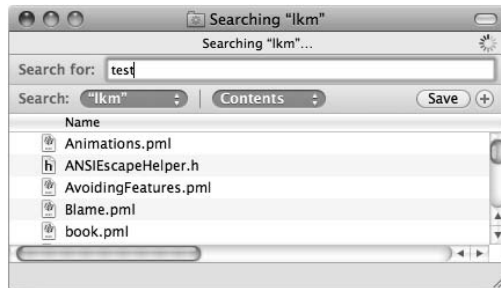 Searching “lkm”
Searching “lkm”...
Search for: test
Search: “lkm” Contents Save
Name
Animations.pml
h ANSIEscapeHelper.h
AvoidingFeatures.pml
Blame.pml
book.pml